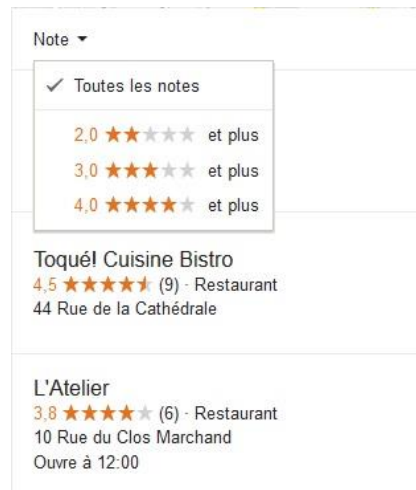 Note
Toutes les notes
2,0 ★★★★★ et plus
3,0 ★★★★★ et plus
4,0 ★★★★★ et plus
Toqué! Cuisine Bistro
4,5 ★★★★★ (9) · Restaurant
44 Rue de la Cathédrale
L'Atelier
3,8 ★★★★★ (6) · Restaurant
10 Rue du Clos Marchand
Ouvre à 12:00